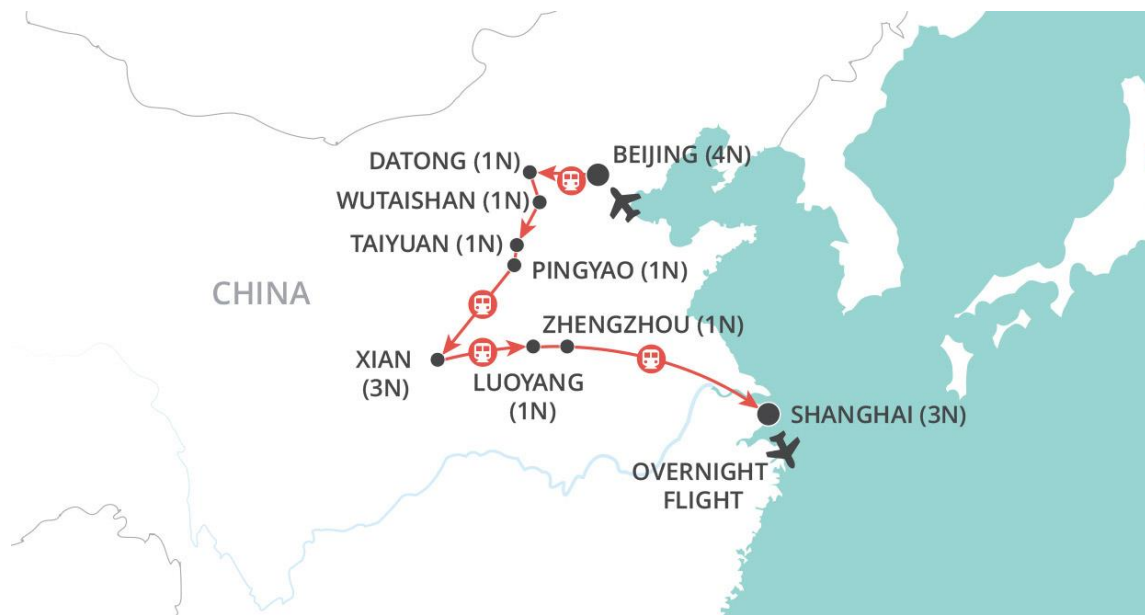 BEIJING (4N)
DATONG (1N)
WUTAISHAN (1N)
TAIYUAN (1N)
PINGYAO (1N)
CHINA
ZHENGZHOU (1N)
XIAN
(3N)
LUOYANG
(1N)
SHANGHAI (3N)
OVERNIGHT
FLIGHT